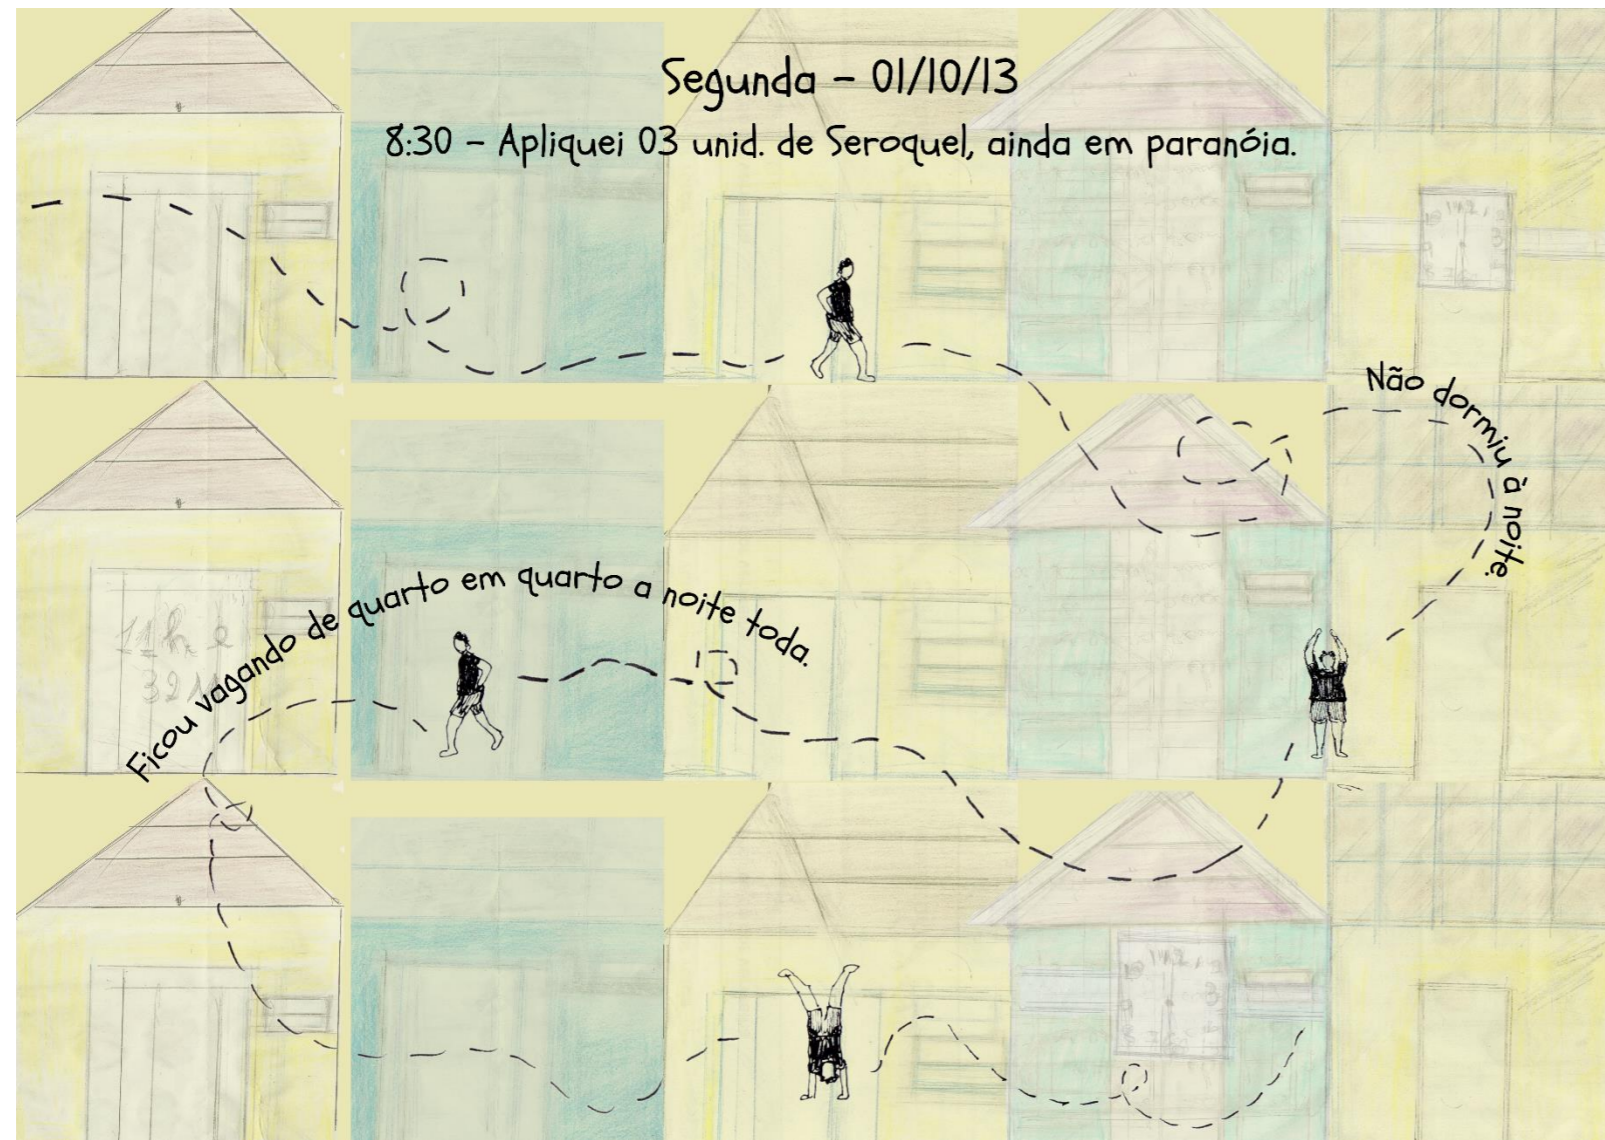 Segunda – 01/10/13
8:30 – Apliquei 03 unid. de Seroquel, ainda em paranóia.
Não dormiu à noite.
Ficou vagando de quarto em quarto a noite toda.
11h e